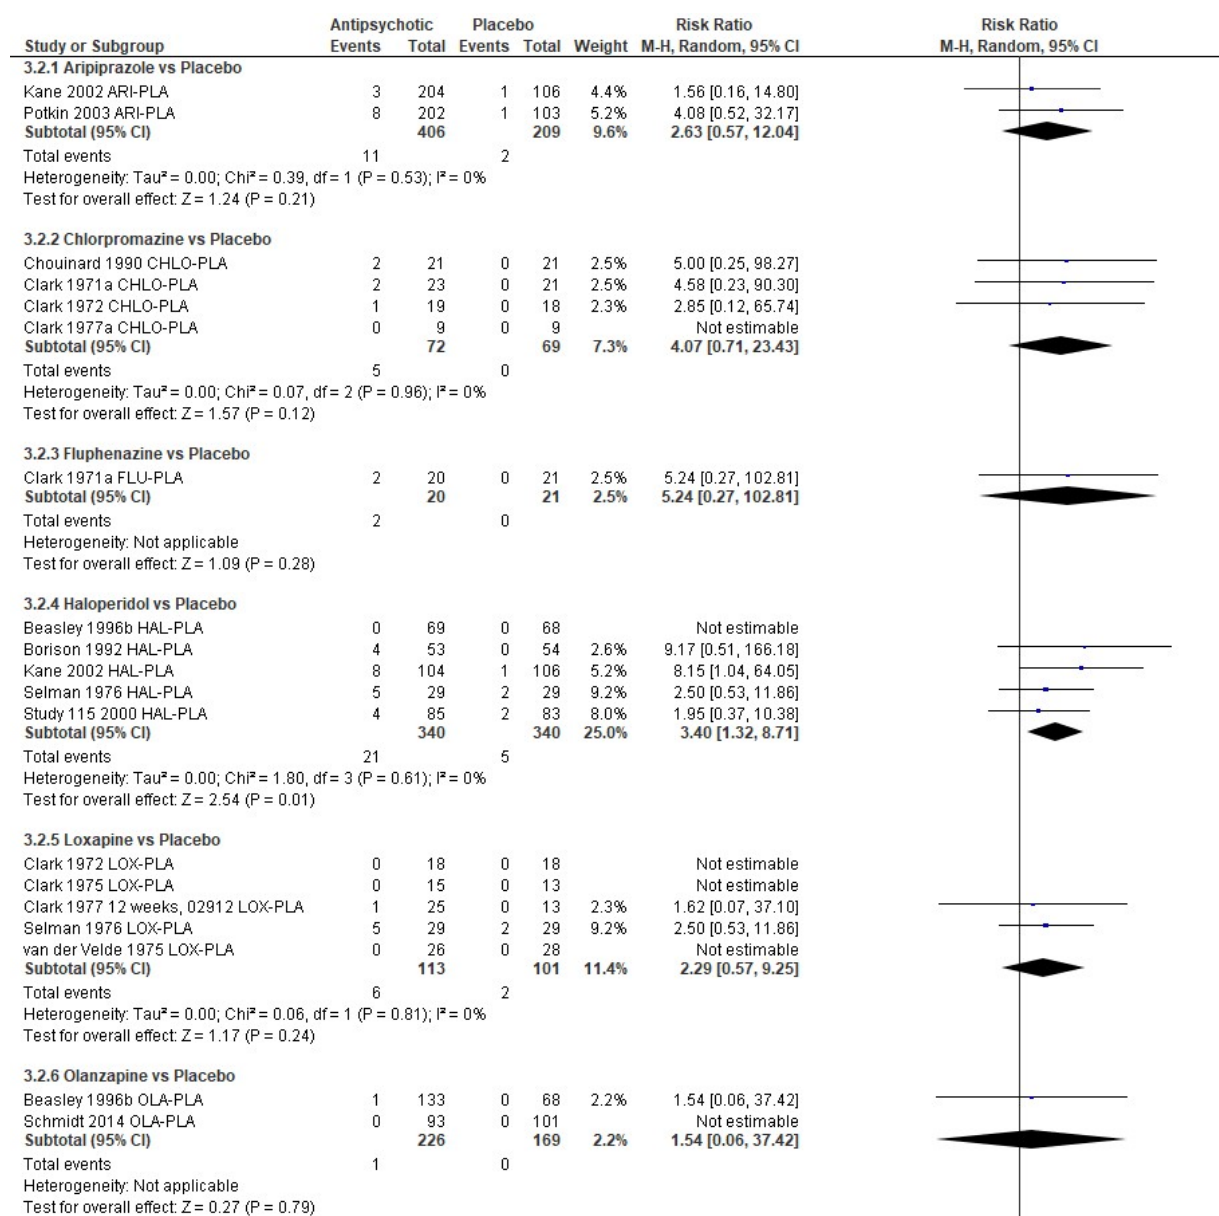 Antipsychotic Placebo Risk Ratio Risk Ratio
Study or Subgroup Events Total Events Total Weight M-H, Random, 95% CI M-H, Random, 95% CI
3.2.1 Aripiprazole vs Placebo
Kane 2002 ARI-PLA 3 204 1 106 4.4% 1.56 [0.16, 14.80]
Potkin 2003 ARI-PLA 8 202 1 103 5.2% 4.08 [0.52, 32.17]
Subtotal (95% CI) 406 209 9.6% 2.63 [0.57, 12.04]
Total events 11 2
Heterogeneity: Tau² = 0.00; Chi² = 0.39, df = 1 (P = 0.53); I² = 0%
Test for overall effect: Z = 1.24 (P = 0.21)
3.2.2 Chlorpromazine vs Placebo
Chouinard 1990 CHLO-PLA 2 21 0 21 2.5% 5.00 [0.25, 98.27]
Clark 1971a CHLO-PLA 2 23 0 21 2.5% 4.58 [0.23, 90.30]
Clark 1972 CHLO-PLA 1 19 0 18 2.3% 2.85 [0.12, 65.74]
Clark 1977a CHLO-PLA 0 9 0 9 Not estimable
Subtotal (95% CI) 72 69 7.3% 4.07 [0.71, 23.43]
Total events 5 0
Heterogeneity: Tau² = 0.00; Chi² = 0.07, df = 2 (P = 0.96); I² = 0%
Test for overall effect: Z = 1.57 (P = 0.12)
3.2.3 Fluphenazine vs Placebo
Clark 1971a FLU-PLA 2 20 0 21 2.5% 5.24 [0.27, 102.81]
Subtotal (95% CI) 20 21 2.5% 5.24 [0.27, 102.81]
Total events 2 0
Heterogeneity: Not applicable
Test for overall effect: Z = 1.09 (P = 0.28)
3.2.4 Haloperidol vs Placebo
Beasley 1996b HAL-PLA 0 69 0 68 Not estimable
Borison 1992 HAL-PLA 4 53 0 54 2.6% 9.17 [0.51, 166.18]
Kane 2002 HAL-PLA 8 104 1 106 5.2% 8.15 [1.04, 64.05]
Selman 1976 HAL-PLA 5 29 2 29 9.2% 2.50 [0.53, 11.86]
Study 115 2000 HAL-PLA 4 85 2 83 8.0% 1.95 [0.37, 10.38]
Subtotal (95% CI) 340 340 25.0% 3.40 [1.32, 8.71]
Total events 21 5
Heterogeneity: Tau² = 0.00; Chi² = 1.80, df = 3 (P = 0.61); I² = 0%
Test for overall effect: Z = 2.54 (P = 0.01)
3.2.5 Loxapine vs Placebo
Clark 1972 LOX-PLA 0 18 0 18 Not estimable
Clark 1975 LOX-PLA 0 15 0 13 Not estimable
Clark 1977 12 weeks, 02912 LOX-PLA 1 25 0 13 2.3% 1.62 [0.07, 37.10]
Selman 1976 LOX-PLA 5 29 2 29 9.2% 2.50 [0.53, 11.86]
van der Velde 1975 LOX-PLA 0 26 0 28 Not estimable
Subtotal (95% CI) 113 101 11.4% 2.29 [0.57, 9.25]
Total events 6 2
Heterogeneity: Tau² = 0.00; Chi² = 0.06, df = 1 (P = 0.81); I² = 0%
Test for overall effect: Z = 1.17 (P = 0.24)
3.2.6 Olanzapine vs Placebo
Beasley 1996b OLA-PLA 1 133 0 68 2.2% 1.54 [0.06, 37.42]
Schmidt 2014 OLA-PLA 0 93 0 101 Not estimable
Subtotal (95% CI) 226 169 2.2% 1.54 [0.06, 37.42]
Total events 1 0
Heterogeneity: Not applicable
Test for overall effect: Z = 0.27 (P = 0.79)